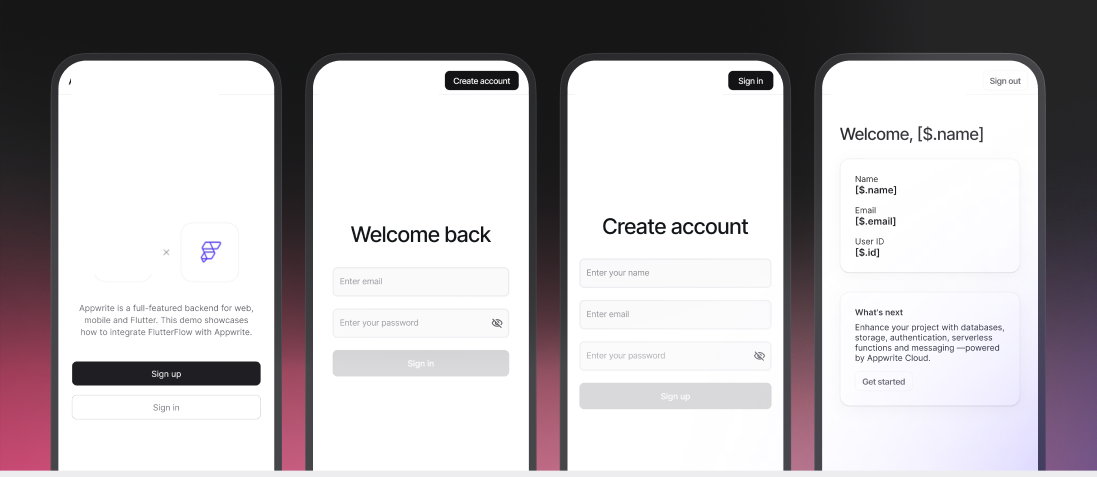 Appwrite is a full-featured backend for web,
mobile and Flutter. This demo showcases
how to integrate FlutterFlow with Appwrite.
Sign up
Sign in
Create account
Welcome back
Enter email
Enter your password
Sign in
Sign in
Create account
Enter your name
Enter email
Enter your password
Sign up
Sign out
Welcome, [$.name]
Name
[$.name]
Email
[$.email]
User ID
[$.id]
What's next
Enhance your project with databases,
storage, authentication, serverless
functions and messaging —powered
by Appwrite Cloud.
Get started